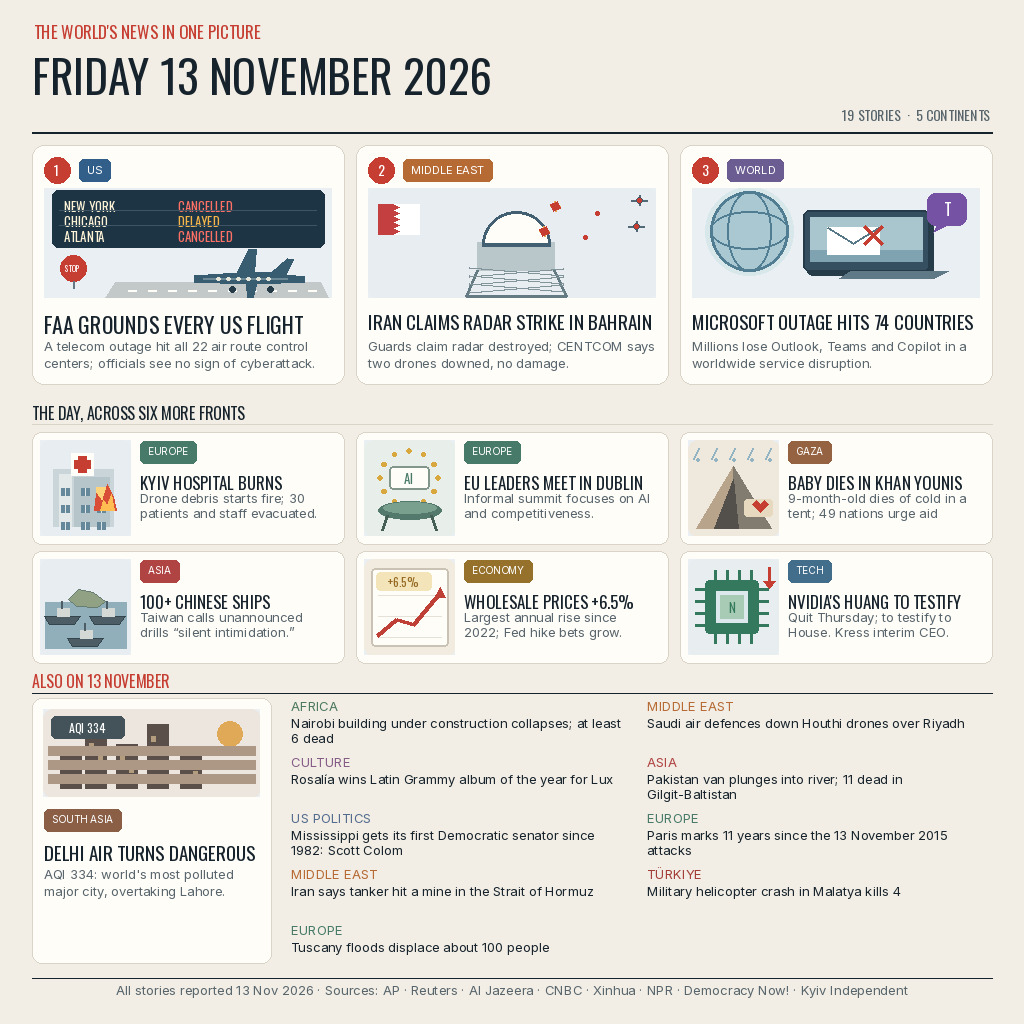 THE WORLD'S NEWS IN ONE PICTURE
FRIDAY 13 NOVEMBER 2026
19 STORIES · 5 CONTINENTS
1
US
NEW YORK CANCELLED
CHICAGO DELAYED
ATLANTA CANCELLED
STOP
FAA GROUNDS EVERY US FLIGHT
A telecom outage hit all 22 air route control
centers; officials see no sign of cyberattack.
2
MIDDLE EAST
IRAN CLAIMS RADAR STRIKE IN BAHRAIN
Guards claim radar destroyed; CENTCOM says
two drones downed, no damage.
3
WORLD
T
MICROSOFT OUTAGE HITS 74 COUNTRIES
Millions lose Outlook, Teams and Copilot in a
worldwide service disruption.
THE DAY, ACROSS SIX MORE FRONTS
EUROPE
KYIV HOSPITAL BURNS
Drone debris starts fire; 30
patients and staff evacuated.
AI
EUROPE
EU LEADERS MEET IN DUBLIN
Informal summit focuses on AI
and competitiveness.
GAZA
BABY DIES IN KHAN YOUNIS
9-month-old dies of cold in a
tent; 49 nations urge aid
ASIA
100+ CHINESE SHIPS
Taiwan calls unannounced
drills “silent intimidation.”
+6.5%
ECONOMY
WHOLESALE PRICES +6.5%
Largest annual rise since
2022; Fed hike bets grow.
N
TECH
NVIDIA'S HUANG TO TESTIFY
Quit Thursday; to testify to
House. Kress interim CEO.
ALSO ON 13 NOVEMBER
AQI 334
SOUTH ASIA
DELHI AIR TURNS DANGEROUS
AQI 334: world's most polluted
major city, overtaking Lahore.
AFRICA
Nairobi building under construction collapses; at least
6 dead
CULTURE
Rosalía wins Latin Grammy album of the year for Lux
US POLITICS
Mississippi gets its first Democratic senator since
1982: Scott Colom
MIDDLE EAST
Iran says tanker hit a mine in the Strait of Hormuz
EUROPE
Tuscany floods displace about 100 people
MIDDLE EAST
Saudi air defences down Houthi drones over Riyadh
ASIA
Pakistan van plunges into river; 11 dead in
Gilgit-Baltistan
EUROPE
Paris marks 11 years since the 13 November 2015
attacks
TÜRKIYE
Military helicopter crash in Malatya kills 4
All stories reported 13 Nov 2026 · Sources: AP · Reuters · Al Jazeera · CNBC · Xinhua · NPR · Democracy Now! · Kyiv Independent